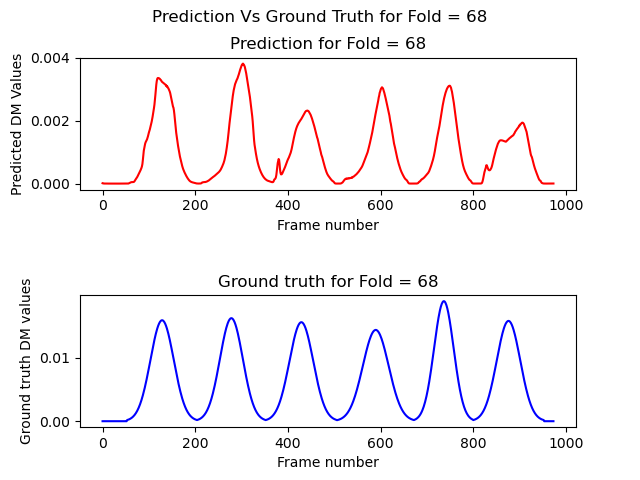 Prediction Vs Ground Truth for Fold = 68
Prediction for Fold = 68
Predicted DM Values
0.004
0.002
0.000
0 200 400 600 800 1000
Frame number
Ground truth for Fold = 68
Ground truth DM values
0.01
0.00
0 200 400 600 800 1000
Frame number